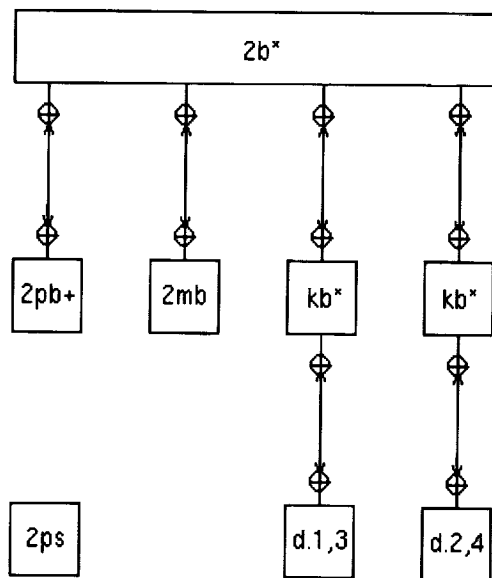 2b*
2pb+
2mb
kb*
kb*
2ps
d.1,3
d.2,4